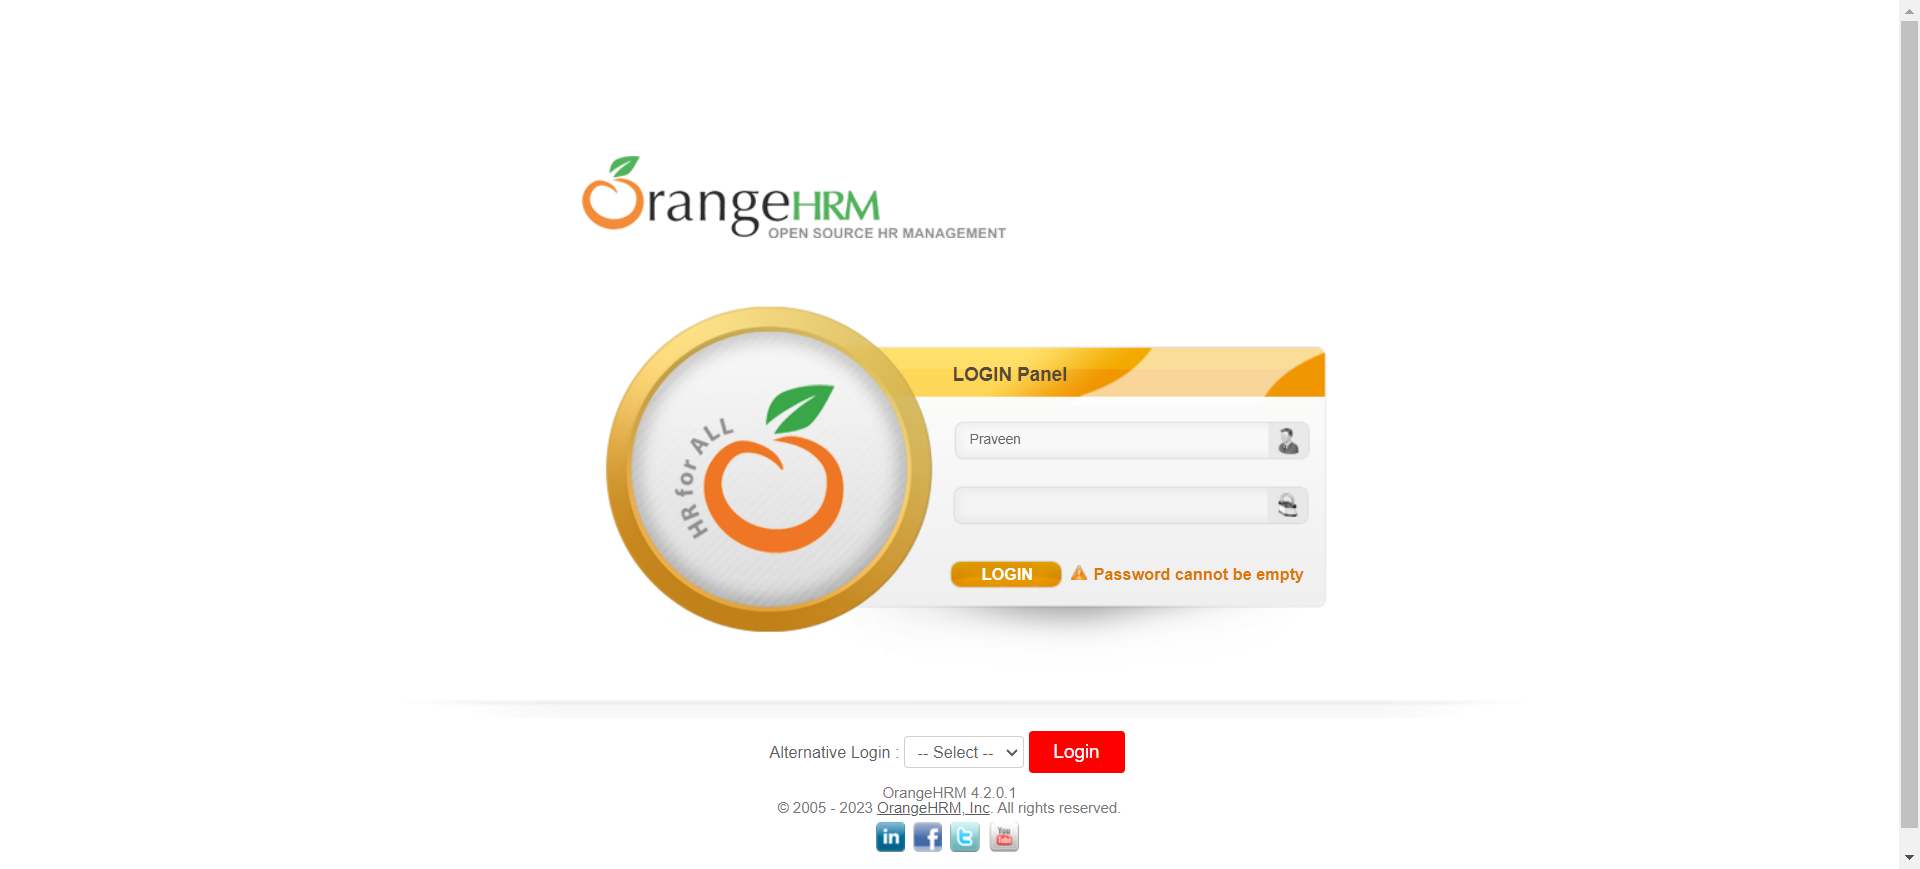 OrangeHRM
OPEN SOURCE HR MANAGEMENT
HR for ALL
LOGIN Panel
Praveen
LOGIN Password cannot be empty
Alternative Login : -- Select -- Login
OrangeHRM 4.2.0.1
© 2005 - 2023 OrangeHRM, Inc. All rights reserved.
in f t You Tube